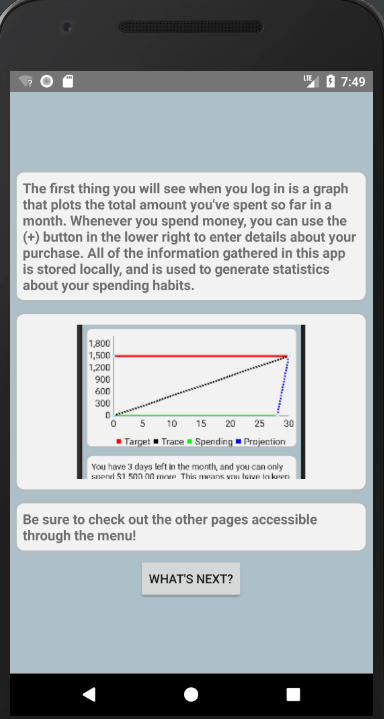 LTE 7:49
The first thing you will see when you log in is a graph
that plots the total amount you've spent so far in a
month. Whenever you spend money, you can use the
(+) button in the lower right to enter details about your
purchase. All of the information gathered in this app
is stored locally, and is used to generate statistics
about your spending habits.
1,800
1,500
1,200
900
600
300
0
0 5 10 15 20 25 30
Target Trace Spending Projection
You have 3 days left in the month, and you can only
spend $1,500.00 more. This means you have to keep
Be sure to check out the other pages accessible
through the menu!
WHAT'S NEXT?